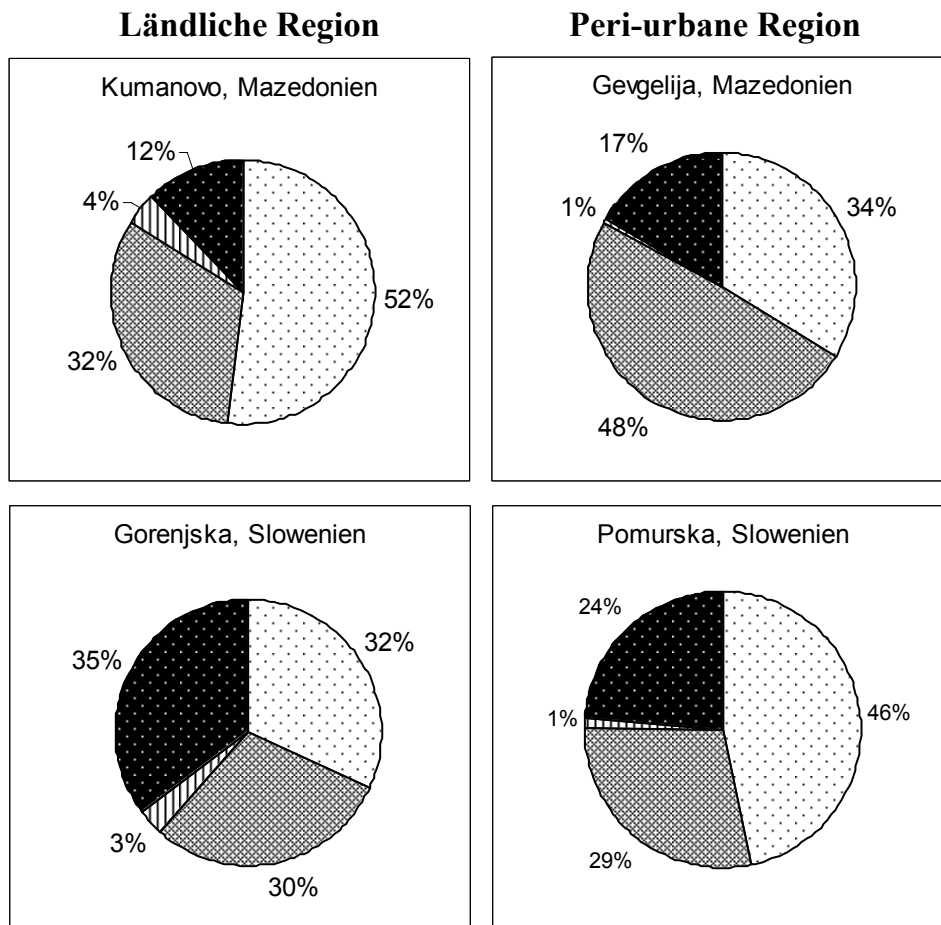 Ländliche Region
Peri-urbane Region
Kumanovo, Mazedonien
12%
4%
52%
32%
Gevgelija, Mazedonien
17%
1%
34%
48%
Gorenjska, Slowenien
35%
32%
3%
30%
Pomurska, Slowenien
24%
1%
46%
29%